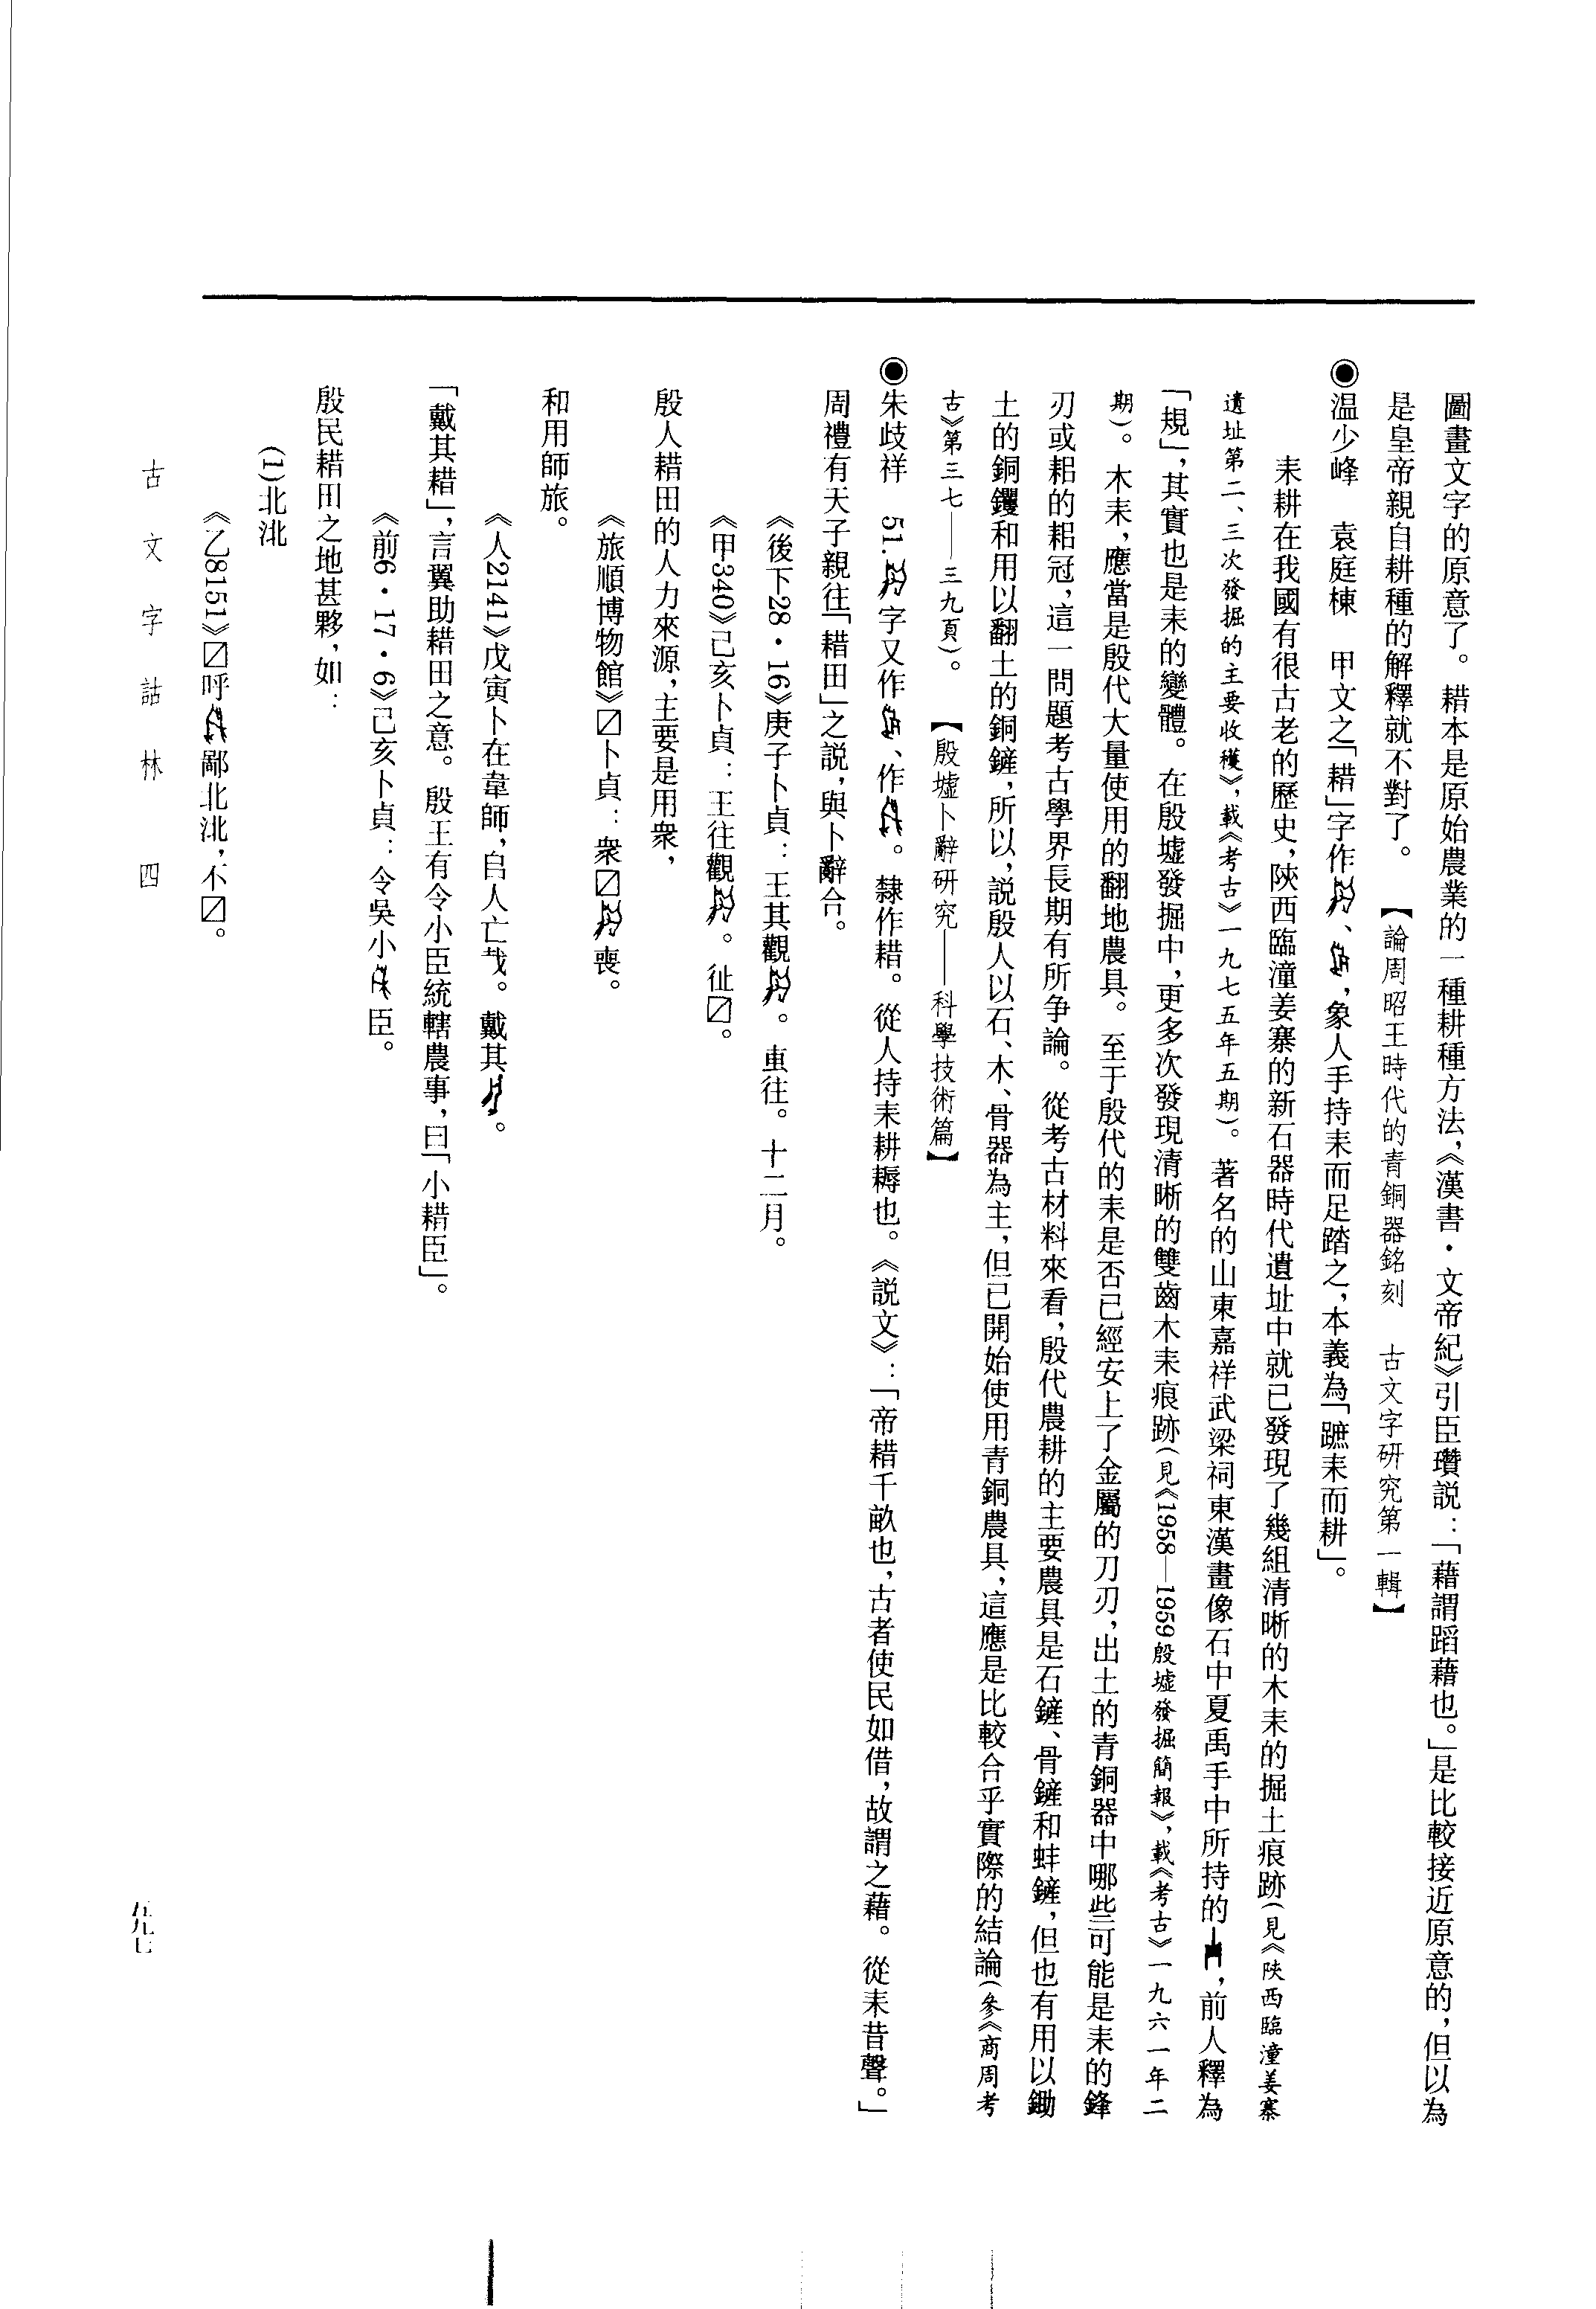 圖畫文字的原意了。耤本是原始農業的一種耕種方法,《漢書·文帝紀》引臣瓚説:「藉謂蹈藉也。」是比較接近原意的,但以為
是皇帝親自耕種的解釋就不對了。【論周昭王時代的青銅器銘刻 古文字研究第一輯】
◉温少峰 袁庭棟 甲文之「耤」字作、,象人手持耒而足踏之,本義為「蹠耒而耕」。
耒耕在我國有很古老的歷史,陝西臨潼姜寨的新石器時代遺址中就已發現了幾組清晰的木耒的掘土痕跡(見《陝西臨潼姜寨
遺址第二、三次發掘的主要收穫》,載《考古》一九七五年五期)。著名的山東嘉祥武梁祠東漢畫像石中夏禹手中所持的,前人釋為
「規」,其實也是耒的變體。在殷墟發掘中,更多次發現清晰的雙齒木耒痕跡(見《1958—1959殷墟發掘簡報》,載《考古》一九六一年二
期)。木耒,應當是殷代大量使用的翻地農具。至于殷代的耒是否已經安上了金屬的刀刃,出土的青銅器中哪些可能是耒的鋒
刃或耜的耜冠,這一問題考古學界長期有所争論。從考古材料來看,殷代農耕的主要農具是石鏟、骨鏟和蚌鏟,但也有用以鋤
土的銅钁和用以翻土的銅鏟,所以,説殷人以石、木、骨器為主,但已開始使用青銅農具,這應是比較合乎實際的結論(參《商周考
古》第三七——三九頁)。【殷墟卜辭研究——科學技術篇】
◉朱歧祥 51.字又作、作。隸作耤。從人持耒耕耨也。《説文》:「帝耤千畝也,古者使民如借,故謂之藉。從耒昔聲。」
周禮有天子親往「耤田」之説,與卜辭合。
《後下28·16》庚子卜貞:王其觀。叀往。十二月。
《甲340》己亥卜貞:王往觀。𢓊〼。
殷人耤田的人力來源,主要是用衆,
《旅順博物館》〼卜貞:衆〼喪。
和用師旅。
《人2141》戊寅卜在韋師,𠂤人亡𢦏。戴其。
「戴其耤」,言翼助耤田之意。殷王有令小臣統轄農事,曰「小耤臣」。
《前6·17·6》己亥卜貞:令吳小臣。
殷民耤田之地甚夥,如:
(1)北洮
《乙8151》〼呼鄙北洮,不〼。
古文字詁林 四
五九七